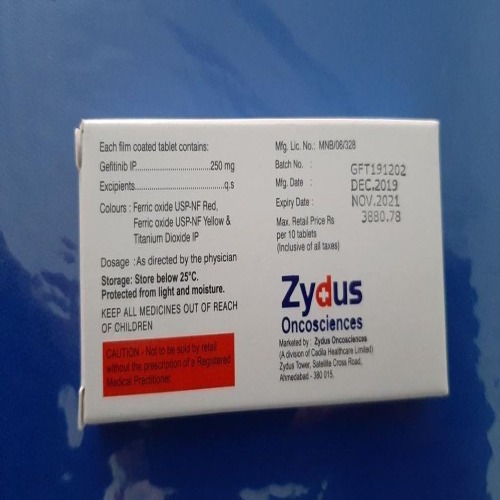 Each film coated tablet contains:
Gefitinib IP..................250 mg
Excipients.....................q.s
Colours : Ferric oxide USP-NF Red,
Ferric oxide USP-NF Yellow &
Titanium Dioxide IP
Dosage :As directed by the physician
Storage: Store below 25°C.
Protected from light and moisture.
KEEP ALL MEDICINES OUT OF REACH
OF CHILDREN
CAUTION - Not to be sold by retail
without the prescription of a Registered
Medical Practitioner.
Mfg. Lic. No.: MNB/06/328
Batch No. : GFT191202
Mfg. Date : DEC.2019
Expiry Date : NOV.2021
Max. Retail Price Rs 3880.78
per 10 tablets
(Inclusive of all taxes)
Zydus
Oncosciences
Marketed by : Zydus Oncosciences
(A division of Cadila Healthcare Limited)
Zydus Tower, Satellite Cross Road,
Ahmedabad - 380 015.